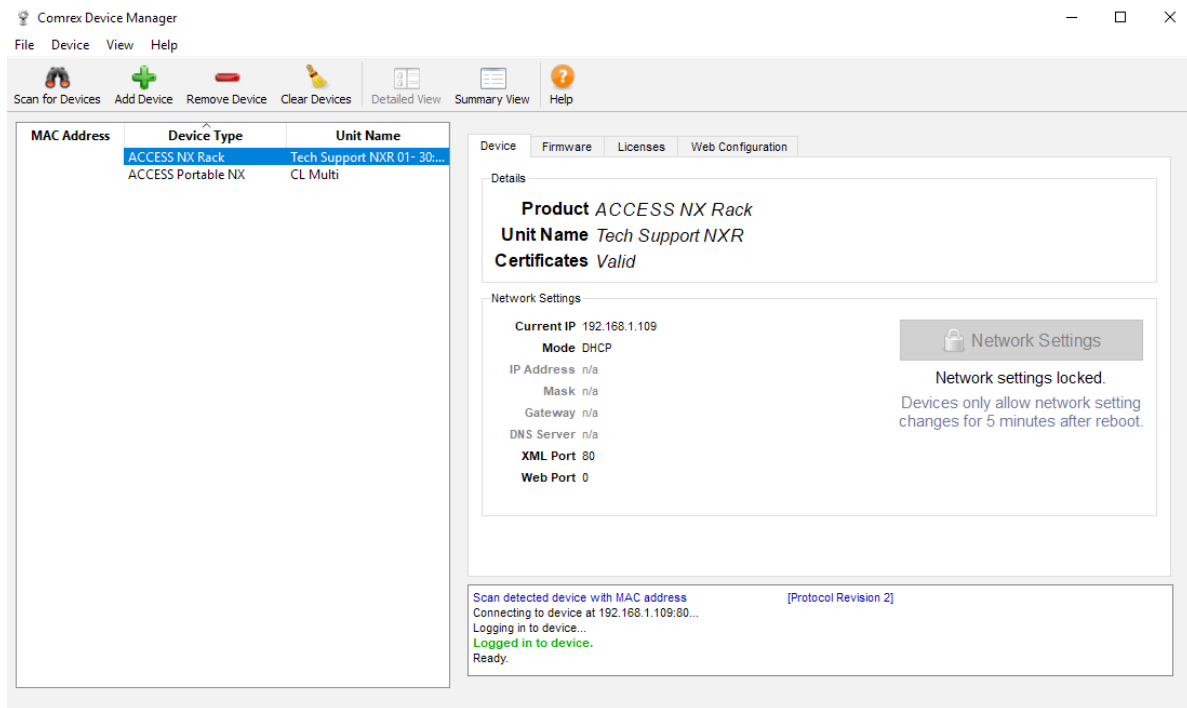 Comrex Device Manager
File Device View Help
Scan for Devices Add Device Remove Device Clear Devices Detailed View Summary View Help
MAC Address Device Type Unit Name
ACCESS NX Rack Tech Support NXR 01- 30:...
ACCESS Portable NX CL Multi
Device Firmware Licenses Web Configuration
Details
Product ACCESS NX Rack
Unit Name Tech Support NXR
Certificates Valid
Network Settings
Current IP 192.168.1.109
Mode DHCP
IP Address n/a
Mask n/a
Gateway n/a
DNS Server n/a
XML Port 80
Web Port 0
Network Settings
Network settings locked.
Devices only allow network setting
changes for 5 minutes after reboot.
Scan detected device with MAC address [Protocol Revision 2]
Connecting to device at 192.168.1.109:80...
Logging in to device...
Logged in to device.
Ready.